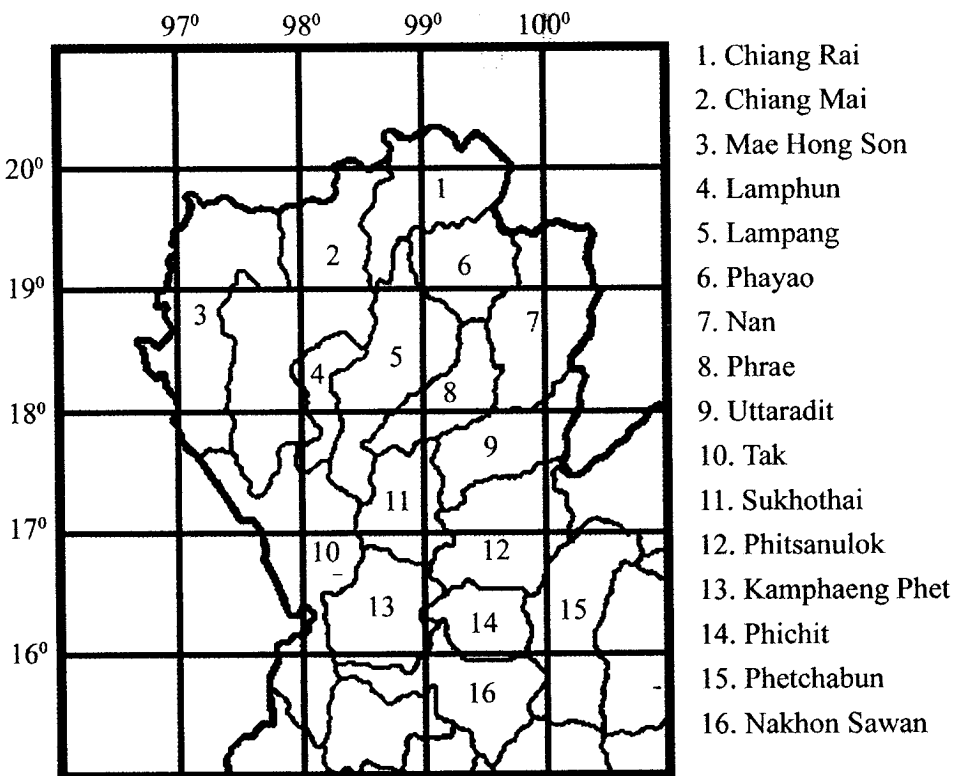 97⁰ 98⁰ 99⁰ 100⁰
20⁰
19⁰
18⁰
17⁰
16⁰
1
2
6
3
7
5
4
8
9
11
10
12
13
14
15
16
1. Chiang Rai
2. Chiang Mai
3. Mae Hong Son
4. Lamphun
5. Lampang
6. Phayao
7. Nan
8. Phrae
9. Uttaradit
10. Tak
11. Sukhothai
12. Phitsanulok
13. Kamphaeng Phet
14. Phichit
15. Phetchabun
16. Nakhon Sawan